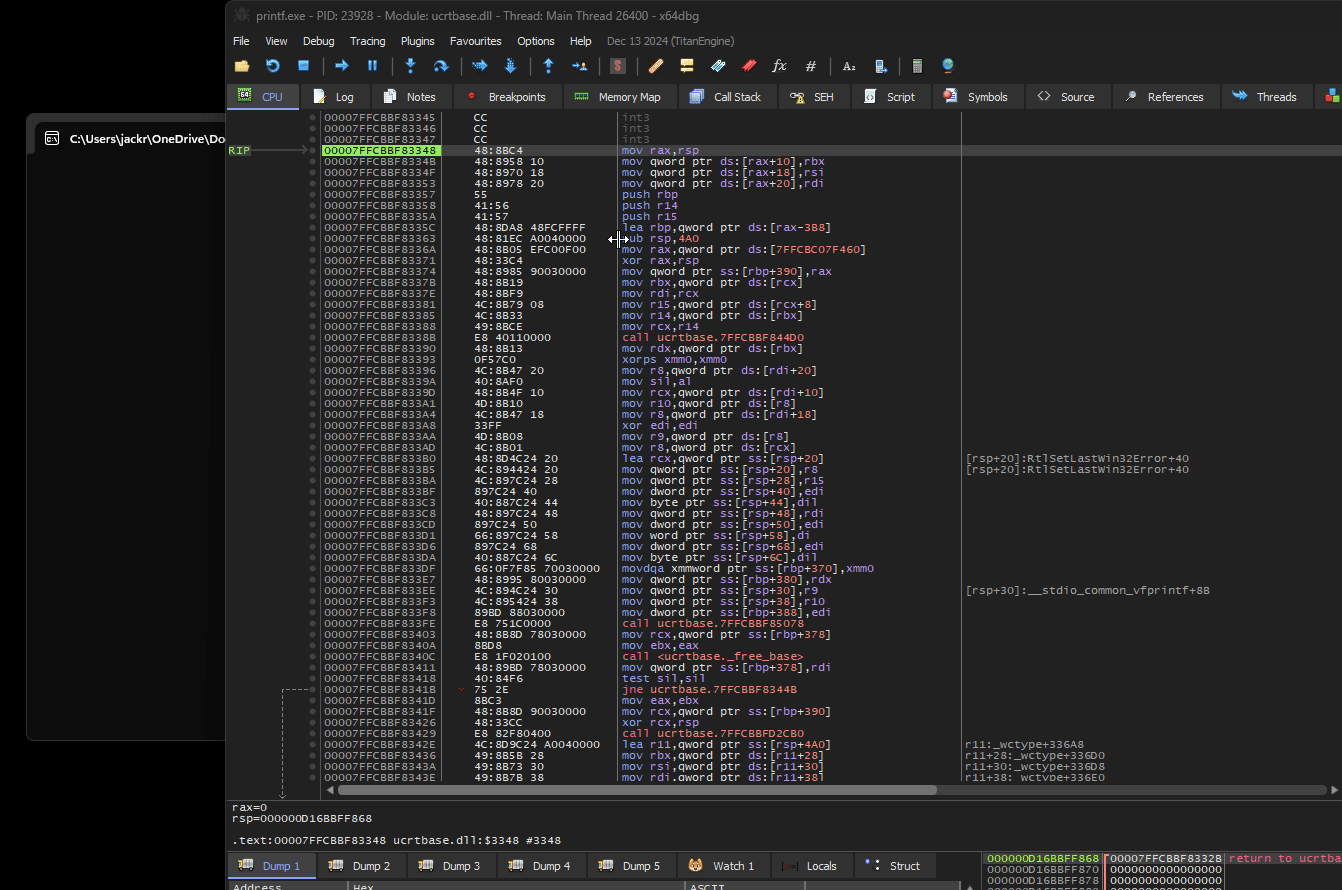 printf.exe - PID: 23928 - Module: ucrtbase.dll - Thread: Main Thread 26400 - x64dbg
File View Debug Tracing Plugins Favourites Options Help Dec 13 2024 (TitanEngine)
CPU Log Notes Breakpoints Memory Map Call Stack SEH Script Symbols Source References Threads
C:\Users\jackr\OneDrive\Do
00007FFCBBF83345 CC int3
00007FFCBBF83346 CC int3
00007FFCBBF83347 CC int3
RIP 00007FFCBBF83348 48:8BC4 mov rax,rsp
00007FFCBBF8334B 48:8958 10 mov qword ptr ds:[rax+10],rbx
00007FFCBBF8334F 48:8970 18 mov qword ptr ds:[rax+18],rsi
00007FFCBBF83353 48:8978 20 mov qword ptr ds:[rax+20],rdi
00007FFCBBF83357 55 push rbp
00007FFCBBF83358 41:56 push r14
00007FFCBBF8335A 41:57 push r15
00007FFCBBF8335C 48:8DA8 48FCFFFF lea rbp,qword ptr ds:[rax-3B8]
00007FFCBBF83363 48:81EC A0040000 sub rsp,4A0
00007FFCBBF8336A 48:8B05 EFC00F00 mov rax,qword ptr ds:[7FFCBC07F460]
00007FFCBBF83371 48:33C4 xor rax,rsp
00007FFCBBF83374 48:8985 90030000 mov qword ptr ss:[rbp+390],rax
00007FFCBBF8337B 48:8B19 mov rbx,qword ptr ds:[rcx]
00007FFCBBF8337E 48:8BF9 mov rdi,rcx
00007FFCBBF83381 4C:8B79 08 mov r15,qword ptr ds:[rcx+8]
00007FFCBBF83385 4C:8B33 mov r14,qword ptr ds:[rbx]
00007FFCBBF83388 49:8BCE mov rcx,r14
00007FFCBBF8338B E8 40110000 call ucrtbase.7FFCBBF844D0
00007FFCBBF83390 48:8B13 mov rdx,qword ptr ds:[rbx]
00007FFCBBF83393 0F57C0 xorps xmm0,xmm0
00007FFCBBF83396 4C:8B47 20 mov r8,qword ptr ds:[rdi+20]
00007FFCBBF8339A 40:8AF0 mov sil,al
00007FFCBBF8339D 48:8B4F 10 mov rcx,qword ptr ds:[rdi+10]
00007FFCBBF833A1 4D:8B10 mov r10,qword ptr ds:[r8]
00007FFCBBF833A4 4C:8B47 18 mov r8,qword ptr ds:[rdi+18]
00007FFCBBF833A8 33FF xor edi,edi
00007FFCBBF833AA 4D:8B08 mov r9,qword ptr ds:[r8]
00007FFCBBF833AD 4C:8B01 mov r8,qword ptr ds:[rcx]
00007FFCBBF833B0 48:8D4C24 20 lea rcx,qword ptr ss:[rsp+20] [rsp+20]:RtlSetLastWin32Error+40
00007FFCBBF833B5 4C:894424 20 mov qword ptr ss:[rsp+20],r8 [rsp+20]:RtlSetLastWin32Error+40
00007FFCBBF833BA 4C:897C24 28 mov qword ptr ss:[rsp+28],r15
00007FFCBBF833BF 897C24 40 mov dword ptr ss:[rsp+40],edi
00007FFCBBF833C3 40:887C24 44 mov byte ptr ss:[rsp+44],dil
00007FFCBBF833C8 48:897C24 48 mov qword ptr ss:[rsp+48],rdi
00007FFCBBF833CD 897C24 50 mov dword ptr ss:[rsp+50],edi
00007FFCBBF833D1 66:897C24 58 mov word ptr ss:[rsp+58],di
00007FFCBBF833D6 897C24 68 mov dword ptr ss:[rsp+68],edi
00007FFCBBF833DA 40:887C24 6C mov byte ptr ss:[rsp+6C],dil
00007FFCBBF833DF 66:0F7F85 70030000 movdqa xmmword ptr ss:[rbp+370],xmm0
00007FFCBBF833E7 48:8995 80030000 mov qword ptr ss:[rbp+380],rdx
00007FFCBBF833EE 4C:894C24 30 mov qword ptr ss:[rsp+30],r9 [rsp+30]:__stdio_common_vfprintf+8B
00007FFCBBF833F3 4C:895424 38 mov qword ptr ss:[rsp+38],r10
00007FFCBBF833F8 89BD 88030000 mov dword ptr ss:[rbp+388],edi
00007FFCBBF833FE E8 751C0000 call ucrtbase.7FFCBBF85078
00007FFCBBF83403 48:8B8D 78030000 mov rcx,qword ptr ss:[rbp+378]
00007FFCBBF8340A 8BD8 mov ebx,eax
00007FFCBBF8340C E8 1F020100 call <ucrtbase._free_base>
00007FFCBBF83411 48:89BD 78030000 mov qword ptr ss:[rbp+378],rdi
00007FFCBBF83418 40:84F6 test sil,sil
00007FFCBBF8341B 75 2E jne ucrtbase.7FFCBBF8344B
00007FFCBBF8341D 8BC3 mov eax,ebx
00007FFCBBF8341F 48:8B8D 90030000 mov rcx,qword ptr ss:[rbp+390]
00007FFCBBF83426 48:33CC xor rcx,rsp
00007FFCBBF83429 E8 82F80400 call ucrtbase.7FFCBBFD2CB0
00007FFCBBF8342E 4C:8D9C24 A0040000 lea r11,qword ptr ss:[rsp+4A0] r11:_wctype+336A8
00007FFCBBF83436 49:8B5B 28 mov rbx,qword ptr ds:[r11+28] r11+28:_wctype+336D0
00007FFCBBF8343A 49:8B73 30 mov rsi,qword ptr ds:[r11+30] r11+30:_wctype+336D8
00007FFCBBF8343E 49:8B7B 38 mov rdi,qword ptr ds:[r11+38] r11+38:_wctype+336E0
rax=0
rsp=000000D16BBFF868
.text:00007FFCBBF83348 ucrtbase.dll:$3348 #3348
Dump 1 Dump 2 Dump 3 Dump 4 Dump 5 Watch 1 Locals Struct
000000D16BBFF868 00007FFCBBF8332B return to ucrtba
000000D16BBFF870 0000000000000000
000000D16BBFF878 0000000000000000
Address Hex ASCII